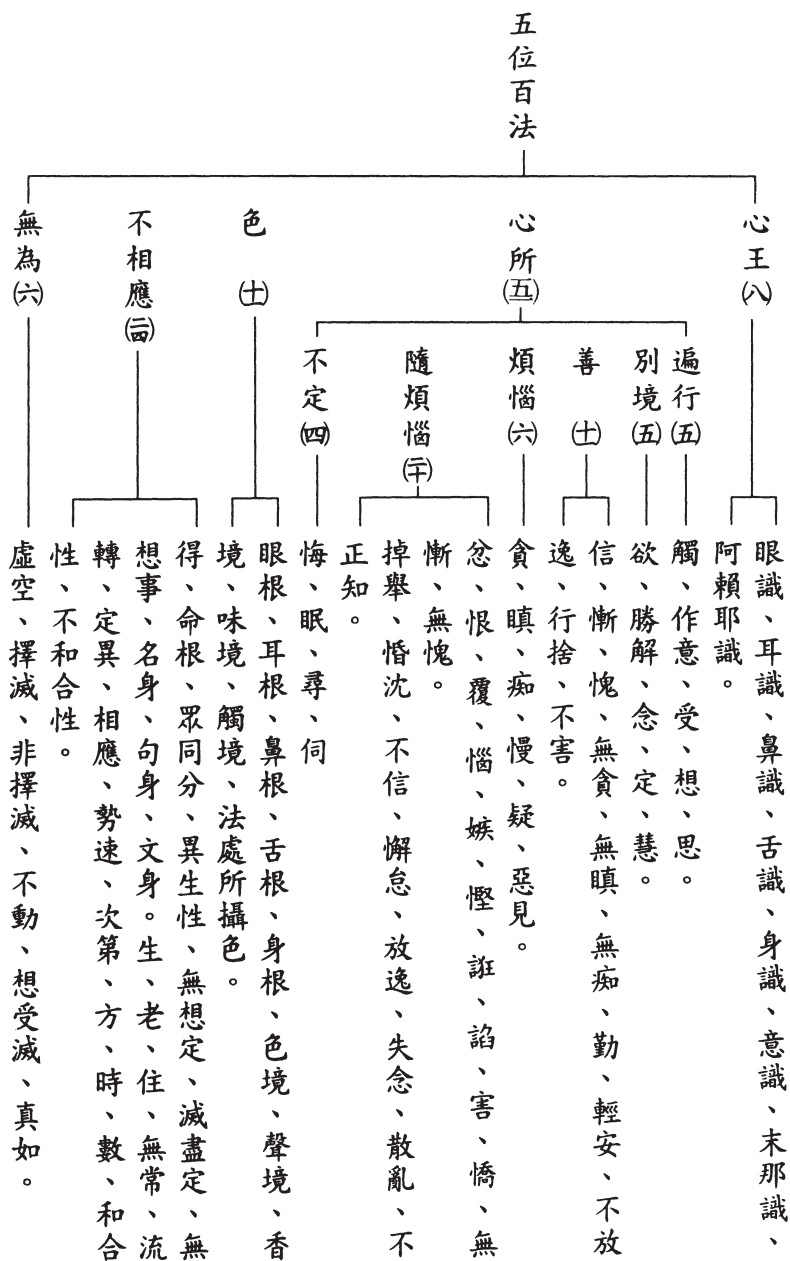 五位百法
心王(八)
心所(五一)
色(十一)
不相應(二四)
無為(六)
遍行(五)
別境(五)
善(十一)
煩惱(六)
隨煩惱(二十)
不定(四)
眼識、耳識、鼻識、舌識、身識、意識、末那識、
阿賴耶識。
觸、作意、受、想、思。
欲、勝解、念、定、慧。
信、慚、愧、無貪、無瞋、無痴、勤、輕安、不放
逸、行捨、不害。
貪、瞋、痴、慢、疑、惡見。
忿、恨、覆、惱、嫉、慳、誑、諂、害、憍、無
慚、無愧。
掉舉、惛沈、不信、懈怠、放逸、失念、散亂、不
正知。
悔、眠、尋、伺
眼根、耳根、鼻根、舌根、身根、色境、聲境、香
境、味境、觸境、法處所攝色。
得、命根、眾同分、異生性、無想定、滅盡定、無
想事、名身、句身、文身。生、老、住、無常、流
轉、定異、相應、勢速、次第、方、時、數、和合
性、不和合性。
虛空、擇滅、非擇滅、不動、想受滅、真如。